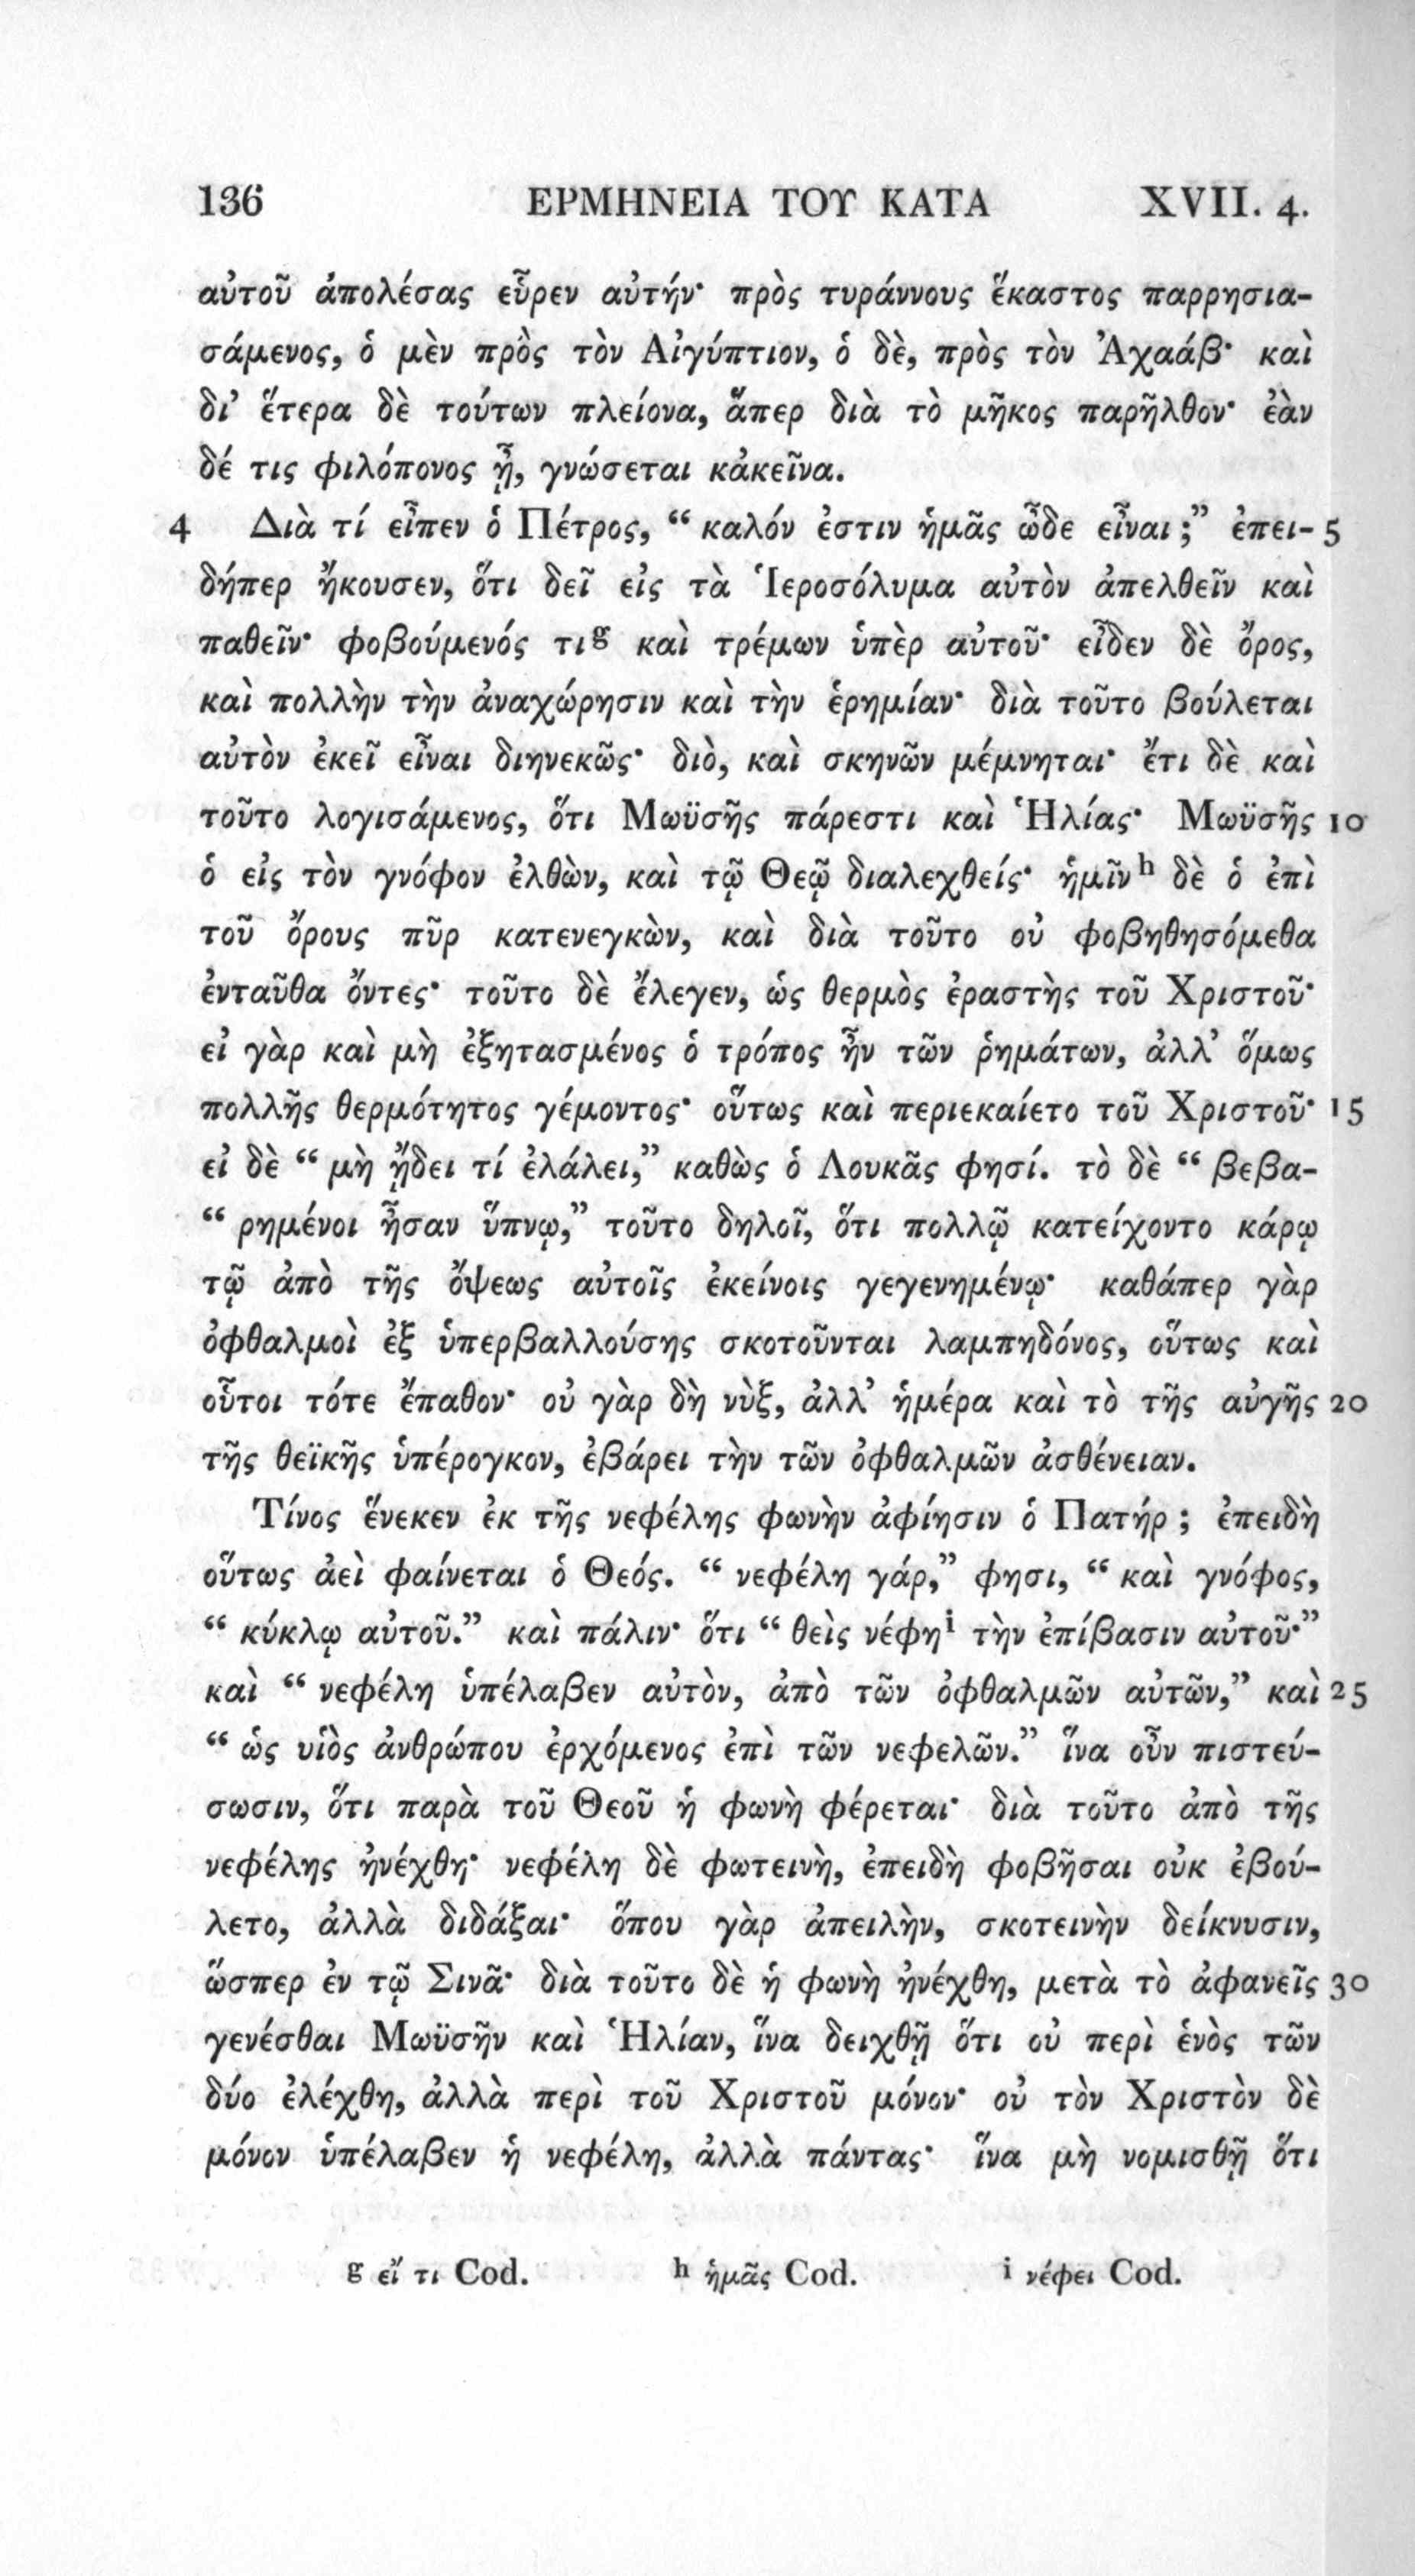 136 ΕΡΜΗΝΕΙΑ ΤΟΥ ΚΑΤΑ XVII. 4.
αὐτοῦ ἀπολέσας εὗρεν αὐτήν· πρὸς τυράννους ἕκαστος παρρησια-
σάμενος, ὁ μὲν πρὸς τὸν Αἰγύπτιον, ὁ δὲ, πρὸς τὸν Ἀχαάβ· καὶ
δι’ ἕτερα δὲ τούτων πλείονα, ἅπερ διὰ τὸ μῆκος παρῆλθον· ἐὰν
δέ τις φιλόπονος ᾖ, γνώσεται κἀκεῖνα.
4 Διὰ τί εἶπεν ὁ Πέτρος, “ καλόν ἐστιν ἡμᾶς ὧδε εἶναι ;” ἐπει- 5
δήπερ ἤκουσεν, ὅτι δεῖ εἰς τὰ Ἱεροσόλυμα αὐτὸν ἀπελθεῖν καὶ
παθεῖν· φοβούμενός τι g καὶ τρέμων ὑπὲρ αὐτοῦ· εἶδεν δὲ ὄρος,
καὶ πολλὴν τὴν ἀναχώρησιν καὶ τὴν ἐρημίαν· διὰ τοῦτο βούλεται
αὐτὸν ἐκεῖ εἶναι διηνεκῶς· διὸ, καὶ σκηνῶν μέμνηται· ἔτι δὲ καὶ
τοῦτο λογισάμενος, ὅτι Μωϋσῆς πάρεστι καὶ Ἡλίας· Μωϋσῆς 10
ὁ εἰς τὸν γνόφον ἐλθὼν, καὶ τῷ Θεῷ διαλεχθείς· ἡμῖν h δὲ ὁ ἐπὶ
τοῦ ὄρους πῦρ κατενεγκὼν, καὶ διὰ τοῦτο οὐ φοβηθησόμεθα
ἐνταῦθα ὄντες· τοῦτο δὲ ἔλεγεν, ὡς θερμὸς ἐραστὴς τοῦ Χριστοῦ·
εἰ γὰρ καὶ μὴ ἐξητασμένος ὁ τρόπος ἦν τῶν ῥημάτων, ἀλλ’ ὅμως
πολλῆς θερμότητος γέμοντος· οὕτως καὶ περιεκαίετο τοῦ Χριστοῦ· 15
εἰ δὲ “ μὴ ᾔδει τί ἐλάλει,” καθὼς ὁ Λουκᾶς φησί. τὸ δὲ “ βεβα-
“ ρημένοι ἦσαν ὕπνῳ,” τοῦτο δηλοῖ, ὅτι πολλῷ κατείχοντο κάρῳ
τῷ ἀπὸ τῆς ὄψεως αὐτοῖς ἐκείνοις γεγενημένῳ· καθάπερ γὰρ
ὀφθαλμοὶ ἐξ ὑπερβαλλούσης σκοτοῦνται λαμπηδόνος, οὕτως καὶ
οὗτοι τότε ἔπαθον· οὐ γὰρ δὴ νὺξ, ἀλλ’ ἡμέρα καὶ τὸ τῆς αὐγῆς 20
τῆς θεϊκῆς ὑπέρογκον, ἐβάρει τὴν τῶν ὀφθαλμῶν ἀσθένειαν.
Τίνος ἕνεκεν ἐκ τῆς νεφέλης φωνὴν ἀφίησιν ὁ Πατήρ ; ἐπειδὴ
οὕτως ἀεὶ φαίνεται ὁ Θεός. “ νεφέλη γάρ,” φησι, “ καὶ γνόφος,
“ κύκλῳ αὐτοῦ.” καὶ πάλιν· ὅτι “ θεὶς νέφη i τὴν ἐπίβασιν αὐτοῦ·”
καὶ “ νεφέλη ὑπέλαβεν αὐτὸν, ἀπὸ τῶν ὀφθαλμῶν αὐτῶν,” καὶ 25
“ ὡς υἱὸς ἀνθρώπου ἐρχόμενος ἐπὶ τῶν νεφελῶν.” ἵνα οὖν πιστεύ-
σωσιν, ὅτι παρὰ τοῦ Θεοῦ ἡ φωνὴ φέρεται· διὰ τοῦτο ἀπὸ τῆς
νεφέλης ἠνέχθη· νεφέλη δὲ φωτεινὴ, ἐπειδὴ φοβῆσαι οὐκ ἐβού-
λετο, ἀλλὰ διδάξαι· ὅπου γὰρ ἀπειλὴν, σκοτεινὴν δείκνυσιν,
ὥσπερ ἐν τῷ Σινᾶ· διὰ τοῦτο δὲ ἡ φωνὴ ἠνέχθη, μετὰ τὸ ἀφανεῖς 30
γενέσθαι Μωϋσῆν καὶ Ἡλίαν, ἵνα δειχθῇ ὅτι οὐ περὶ ἑνὸς τῶν
δύο ἐλέχθη, ἀλλὰ περὶ τοῦ Χριστοῦ μόνον· οὐ τὸν Χριστὸν δὲ
μόνον ὑπέλαβεν ἡ νεφέλη, ἀλλὰ πάντας· ἵνα μὴ νομισθῇ ὅτι
g εἴ τι Cod. h ἡμᾶς Cod. i νέφει Cod.